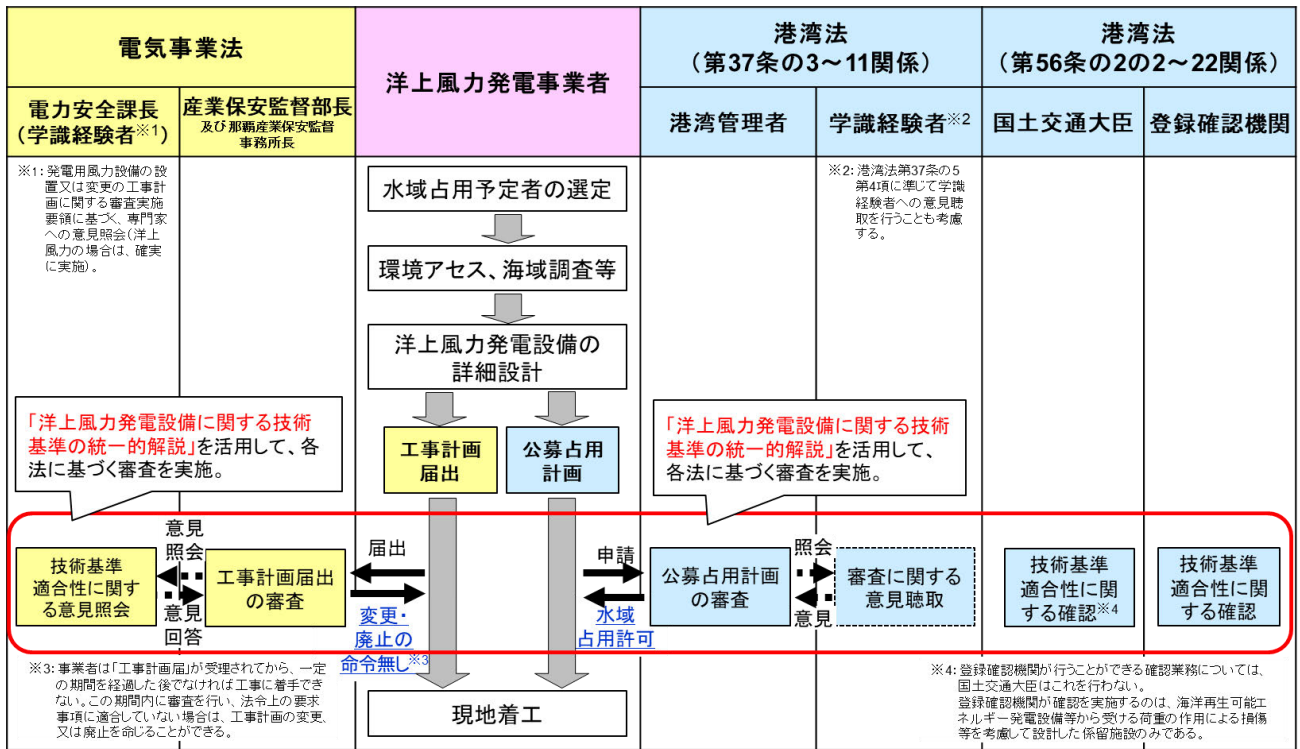 電気事業法
洋上風力発電事業者
港湾法
（第37条の3～11関係）
港湾法
（第56条の2の2～22関係）
電力安全課長
（学識経験者※1）
産業保安監督部長
及び那覇産業保安監督
事務所長
港湾管理者
学識経験者※2
国土交通大臣
登録確認機関
※1：発電用風力設備の設
置又は変更の工事計
画に関する審査実施
要領に基づく、専門家
への意見照会（洋上
風力の場合は、確実
に実施）。
水域占用予定者の選定
※2：港湾法第37条の5
第4項に準じて学識
経験者への意見聴
取を行うことも考慮
する。
環境アセス、海域調査等
洋上風力発電設備の
詳細設計
「洋上風力発電設備に関する技術
基準の統一的解説」を活用して、各
法に基づく審査を実施。
工事計画
届出
公募占用
計画
「洋上風力発電設備に関する技術
基準の統一的解説」を活用して、
各法に基づく審査を実施。
技術基準
適合性に関す
る意見照会
意見
照会
意見
回答
工事計画届出
の審査
届出
変更・
廃止の
命令無し※3
申請
水域
占用許可
公募占用計画
の審査
照会
意見
審査に関する
意見聴取
技術基準
適合性に関
する確認※4
技術基準
適合性に関
する確認
※3：事業者は「工事計画届」が受理されてから、一定
の期間を経過した後でなければ工事に着手でき
ない。この期間内に審査を行い、法令上の要求
事項に適合していない場合は、工事計画の変更、
又は廃止を命じることができる。
現地着工
※4：登録確認機関が行うことができる確認業務については、
国土交通大臣はこれを行わない。
登録確認機関が確認を実施するのは、海洋再生可能エ
ネルギー発電設備等から受ける荷重の作用による損傷
等を考慮して設計した係留施設のみである。